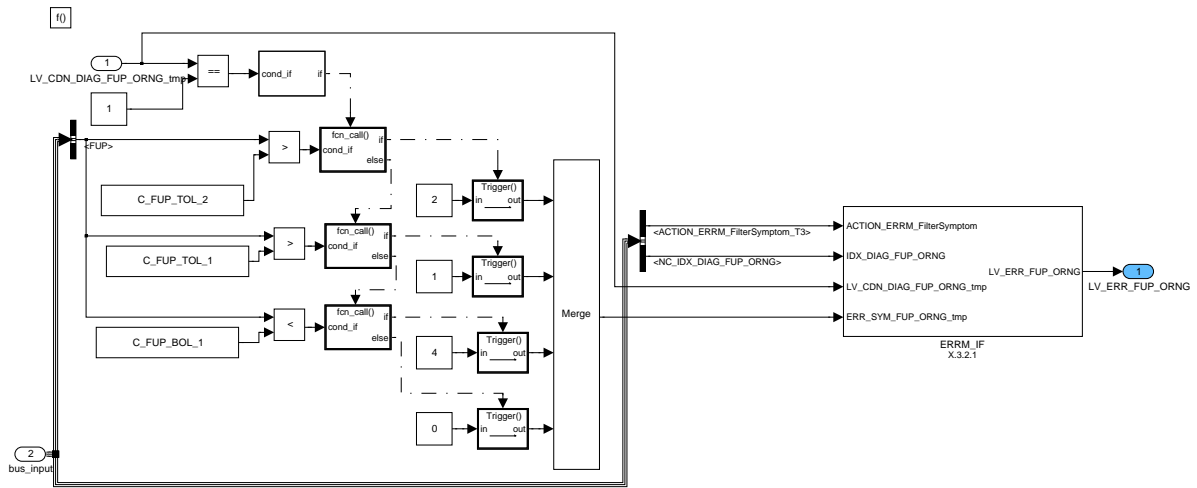 f()
1
LV_CDN_DIAG_FUP_ORNG_tmp
==
cond_if
if
1
<FUP>
>
fcn_call()
cond_if
if
else
C_FUP_TOL_2
2
Trigger()
in
out
>
fcn_call()
cond_if
if
else
C_FUP_TOL_1
1
Trigger()
in
out
<
fcn_call()
cond_if
if
else
C_FUP_BOL_1
4
Trigger()
in
out
0
Trigger()
in
out
Merge
2
bus_input
<ACTION_ERRM_FilterSymptom_T3>
<NC_IDX_DIAG_FUP_ORNG>
ACTION_ERRM_FilterSymptom
IDX_DIAG_FUP_ORNG
LV_CDN_DIAG_FUP_ORNG_tmp
ERR_SYM_FUP_ORNG_tmp
LV_ERR_FUP_ORNG
ERRM_IF
X.3.2.1
1
LV_ERR_FUP_ORNG